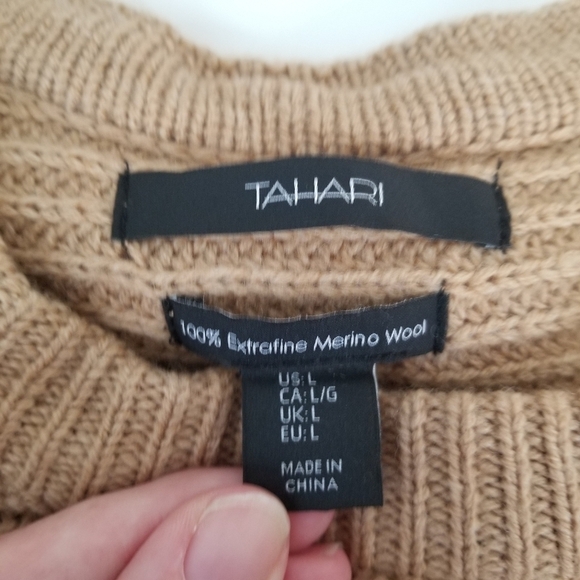 TAHARI
100% Extrafine Merino Wool
US: L
CA: L/G
UK: L
EU: L
MADE IN
CHINA